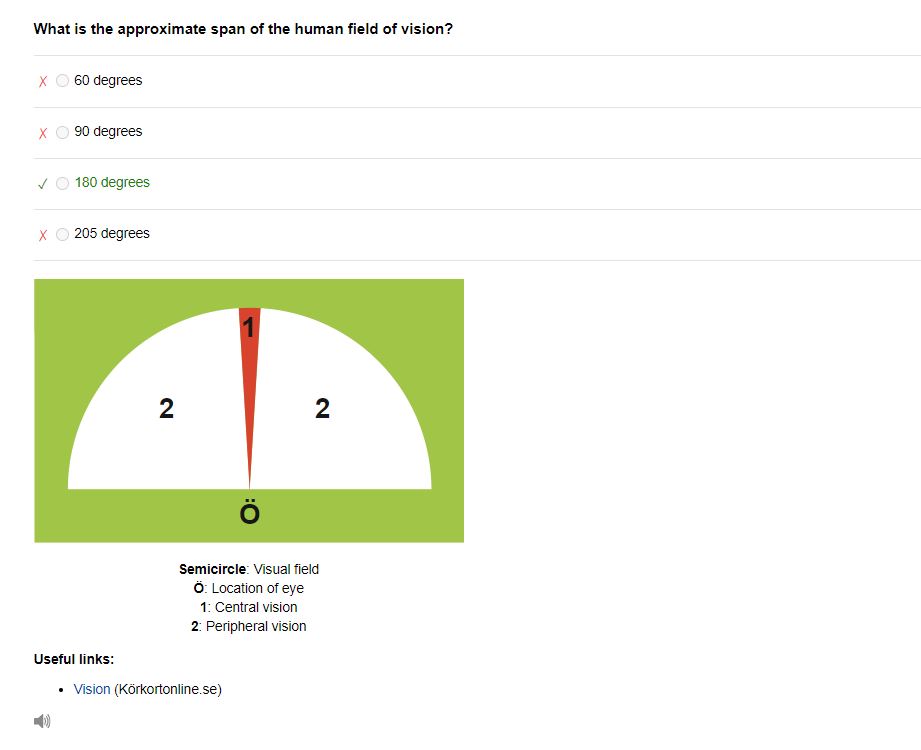 What is the approximate span of the human field of vision?
✗ 60 degrees
✗ 90 degrees
✓ 180 degrees
✗ 205 degrees
1
2 2
Ö
Semicircle: Visual field
Ö: Location of eye
1: Central vision
2: Peripheral vision
Useful links:
• Vision (Körkortonline.se)